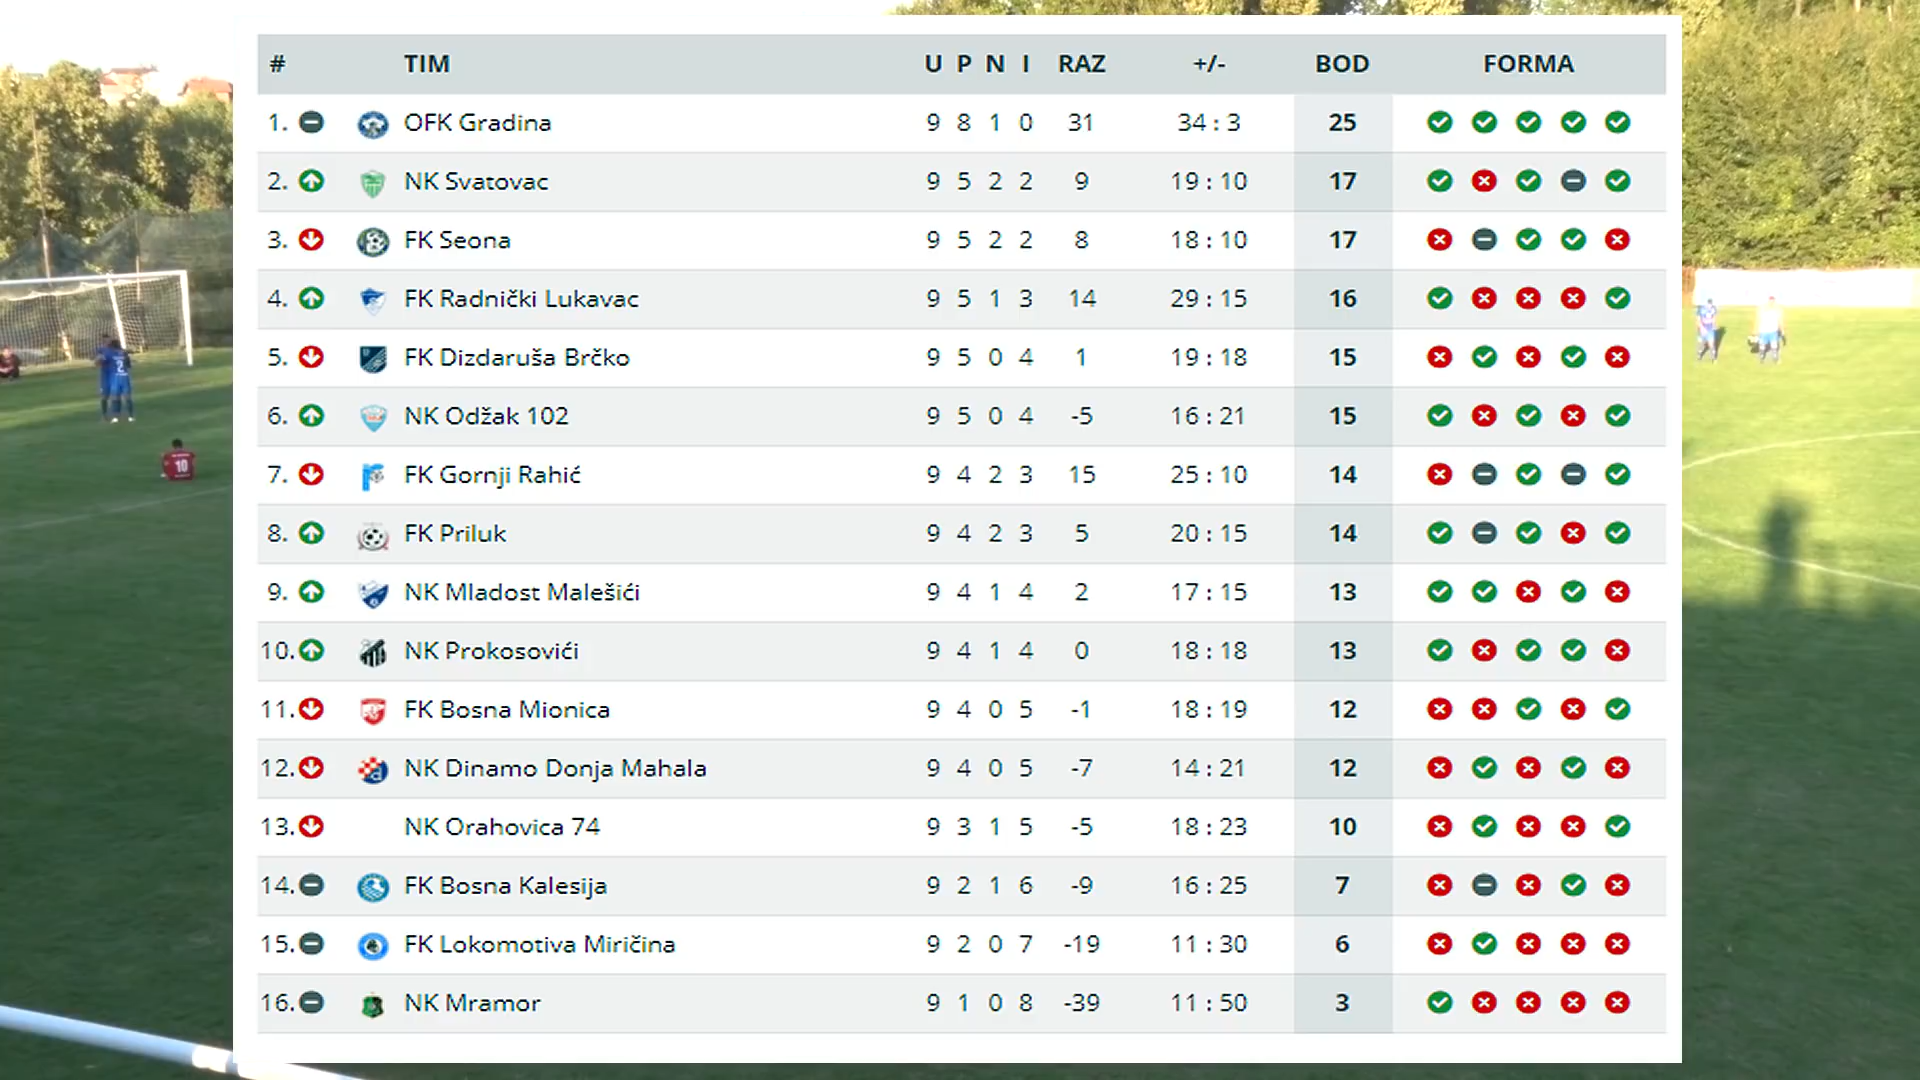 # TIM U P N I RAZ +/- BOD FORMA
1. OFK Gradina 9 8 1 0 31 34 : 3 25
2. NK Svatovac 9 5 2 2 9 19 : 10 17
3. FK Seona 9 5 2 2 8 18 : 10 17
4. FK Radnički Lukavac 9 5 1 3 14 29 : 15 16
5. FK Dizdaruša Brčko 9 5 0 4 1 19 : 18 15
6. NK Odžak 102 9 5 0 4 -5 16 : 21 15
7. FK Gornji Rahić 9 4 2 3 15 25 : 10 14
8. FK Priluk 9 4 2 3 5 20 : 15 14
9. NK Mladost Malešići 9 4 1 4 2 17 : 15 13
10. NK Prokosovići 9 4 1 4 0 18 : 18 13
11. FK Bosna Mionica 9 4 0 5 -1 18 : 19 12
12. NK Dinamo Donja Mahala 9 4 0 5 -7 14 : 21 12
13. NK Orahovica 74 9 3 1 5 -5 18 : 23 10
14. FK Bosna Kalesija 9 2 1 6 -9 16 : 25 7
15. FK Lokomotiva Miričina 9 2 0 7 -19 11 : 30 6
16. NK Mramor 9 1 0 8 -39 11 : 50 3
2
10